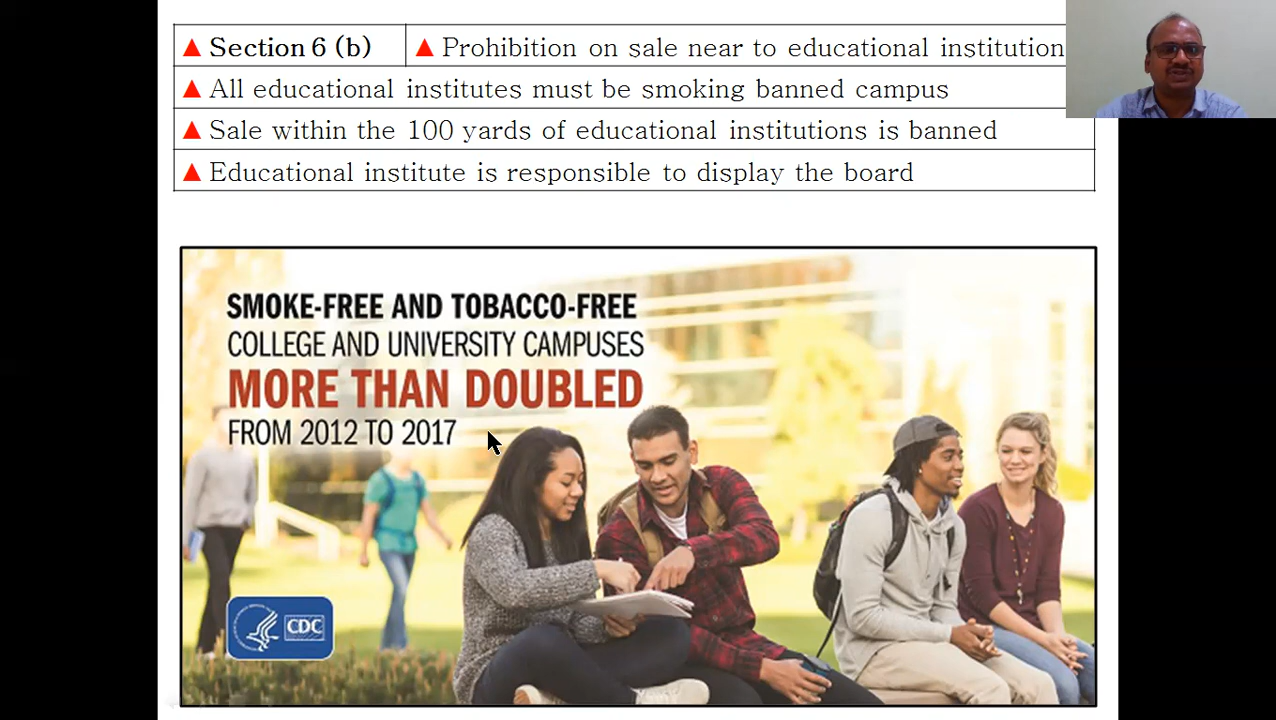 ▲ Section 6 (b) ▲ Prohibition on sale near to educational institution
▲ All educational institutes must be smoking banned campus
▲ Sale within the 100 yards of educational institutions is banned
▲ Educational institute is responsible to display the board
SMOKE-FREE AND TOBACCO-FREE
COLLEGE AND UNIVERSITY CAMPUSES
MORE THAN DOUBLED
FROM 2012 TO 2017
CDC